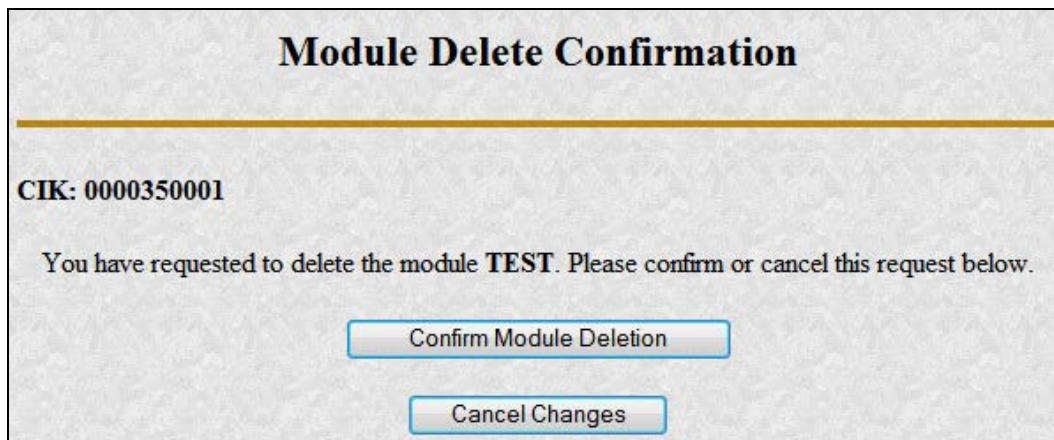 Module Delete Confirmation
CIK: 0000350001
You have requested to delete the module TEST. Please confirm or cancel this request below.
Confirm Module Deletion
Cancel Changes